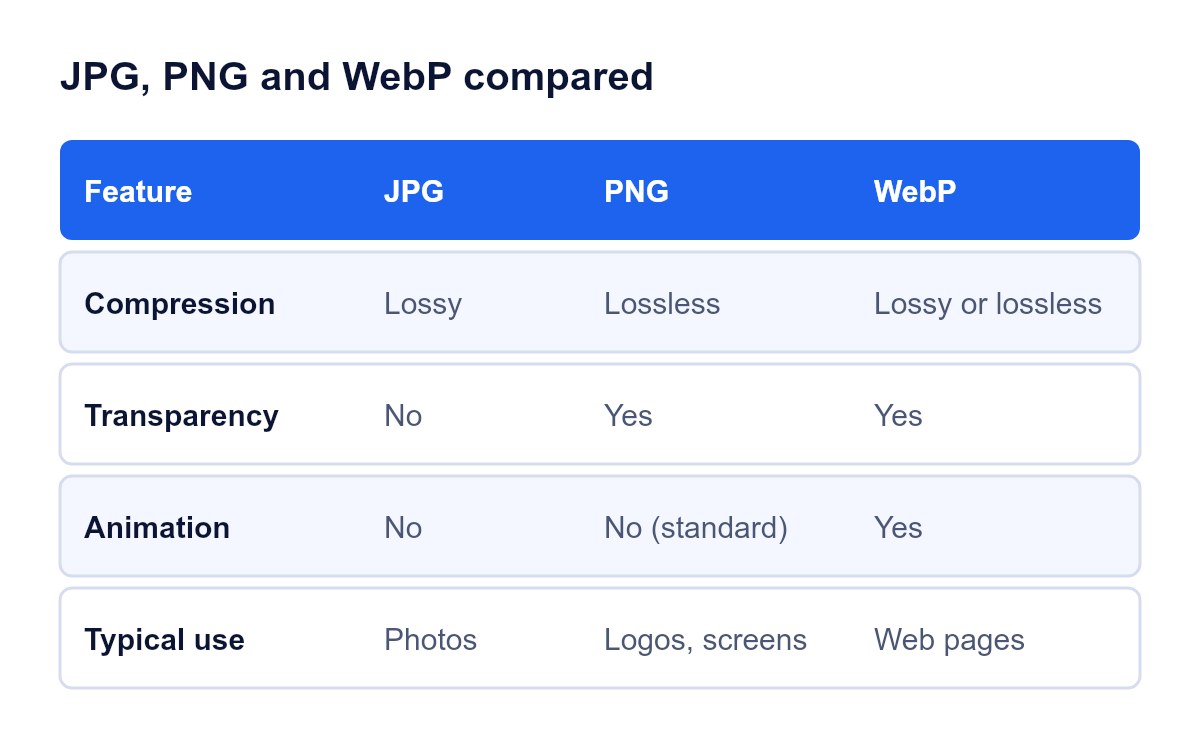 JPG, PNG and WebP compared
Feature JPG PNG WebP
Compression Lossy Lossless Lossy or lossless
Transparency No Yes Yes
Animation No No (standard) Yes
Typical use Photos Logos, screens Web pages